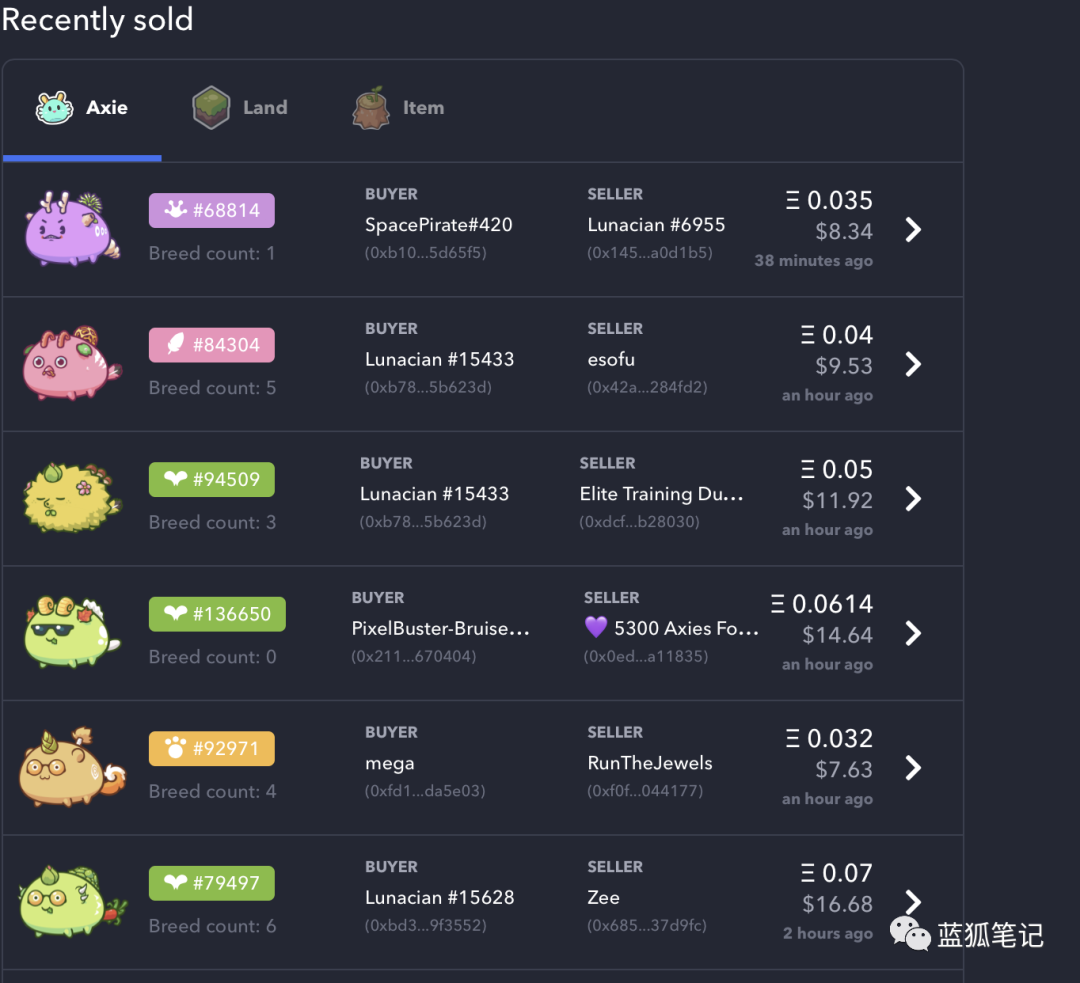 Recently sold
Axie Land Item
#68814
Breed count: 1
BUYER
SpacePirate#420
(0xb10...5d65f5)
SELLER
Lunacian #6955
(0x145...a0d1b5)
Ξ 0.035
$8.34
38 minutes ago
#84304
Breed count: 5
BUYER
Lunacian #15433
(0xb78...5b623d)
SELLER
esofu
(0x42a...284fd2)
Ξ 0.04
$9.53
an hour ago
#94509
Breed count: 3
BUYER
Lunacian #15433
(0xb78...5b623d)
SELLER
Elite Training Du...
(0xdcf...b28030)
Ξ 0.05
$11.92
an hour ago
#136650
Breed count: 0
BUYER
PixelBuster-Bruise...
(0x211...670404)
SELLER
💜 5300 Axies Fo...
(0x0ed...a11835)
Ξ 0.0614
$14.64
an hour ago
#92971
Breed count: 4
BUYER
mega
(0xfd1...da5e03)
SELLER
RunTheJewels
(0xf0f...044177)
Ξ 0.032
$7.63
an hour ago
#79497
Breed count: 6
BUYER
Lunacian #15628
(0xbd3...9f3552)
SELLER
Zee
(0x685...37d9fc)
Ξ 0.07
$16.68
2 hours ago
蓝狐笔记